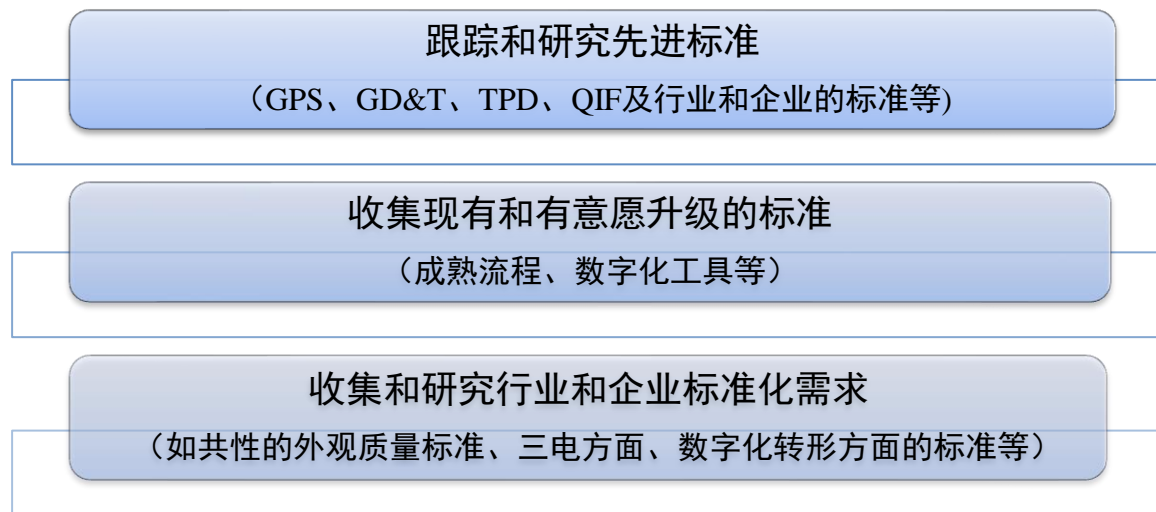 跟踪和研究先进标准
（GPS、GD&T、TPD、QIF及行业和企业的标准等)
收集现有和有意愿升级的标准
（成熟流程、数字化工具等）
收集和研究行业和企业标准化需求
（如共性的外观质量标准、三电方面、数字化转形方面的标准等）